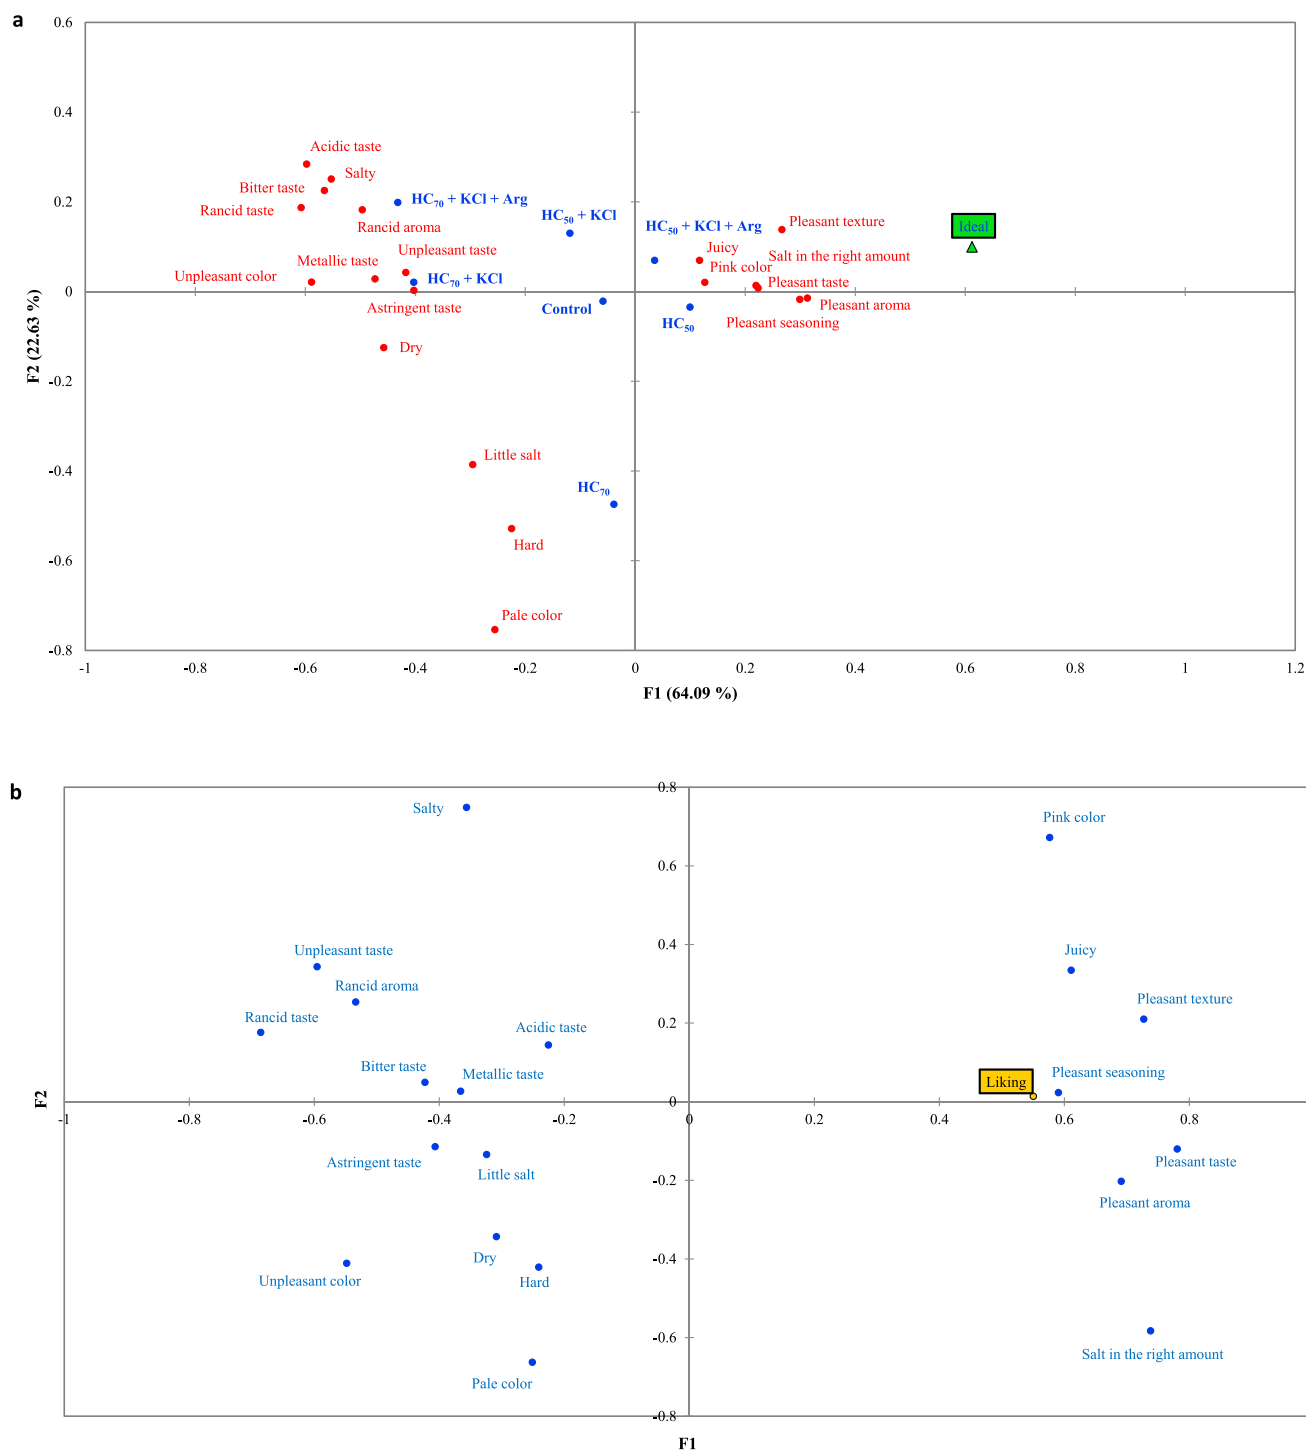 a
0.6
0.4
0.2
0
-0.2
-0.4
-0.6
-0.8
F2 (22.63 %)
Acidic taste
Salty
Bitter taste
Rancid taste
HC70 + KCl + Arg
HC50 + KCl
Rancid aroma
Unpleasant taste
Metallic taste
Unpleasant color
HC70 + KCl
Astringent taste
Control
Dry
Little salt
HC70
Hard
Pale color
HC50 + KCl + Arg
Pleasant texture
Ideal
Juicy
Salt in the right amount
Pink color
Pleasant taste
Pleasant aroma
HC50
Pleasant seasoning
-1 -0.8 -0.6 -0.4 -0.2 0 0.2 0.4 0.6 0.8 1 1.2
F1 (64.09 %)
b
0.8
0.6
0.4
0.2
0
-0.2
-0.4
-0.6
-0.8
F2
Salty
Pink color
Unpleasant taste
Juicy
Rancid aroma
Pleasant texture
Rancid taste
Acidic taste
Bitter taste
Metallic taste
Liking
Pleasant seasoning
-1 -0.8 -0.6 -0.4 -0.2 0 0.2 0.4 0.6 0.8
Astringent taste
Little salt
Pleasant taste
Pleasant aroma
Dry
Unpleasant color
Hard
Salt in the right amount
Pale color
F1